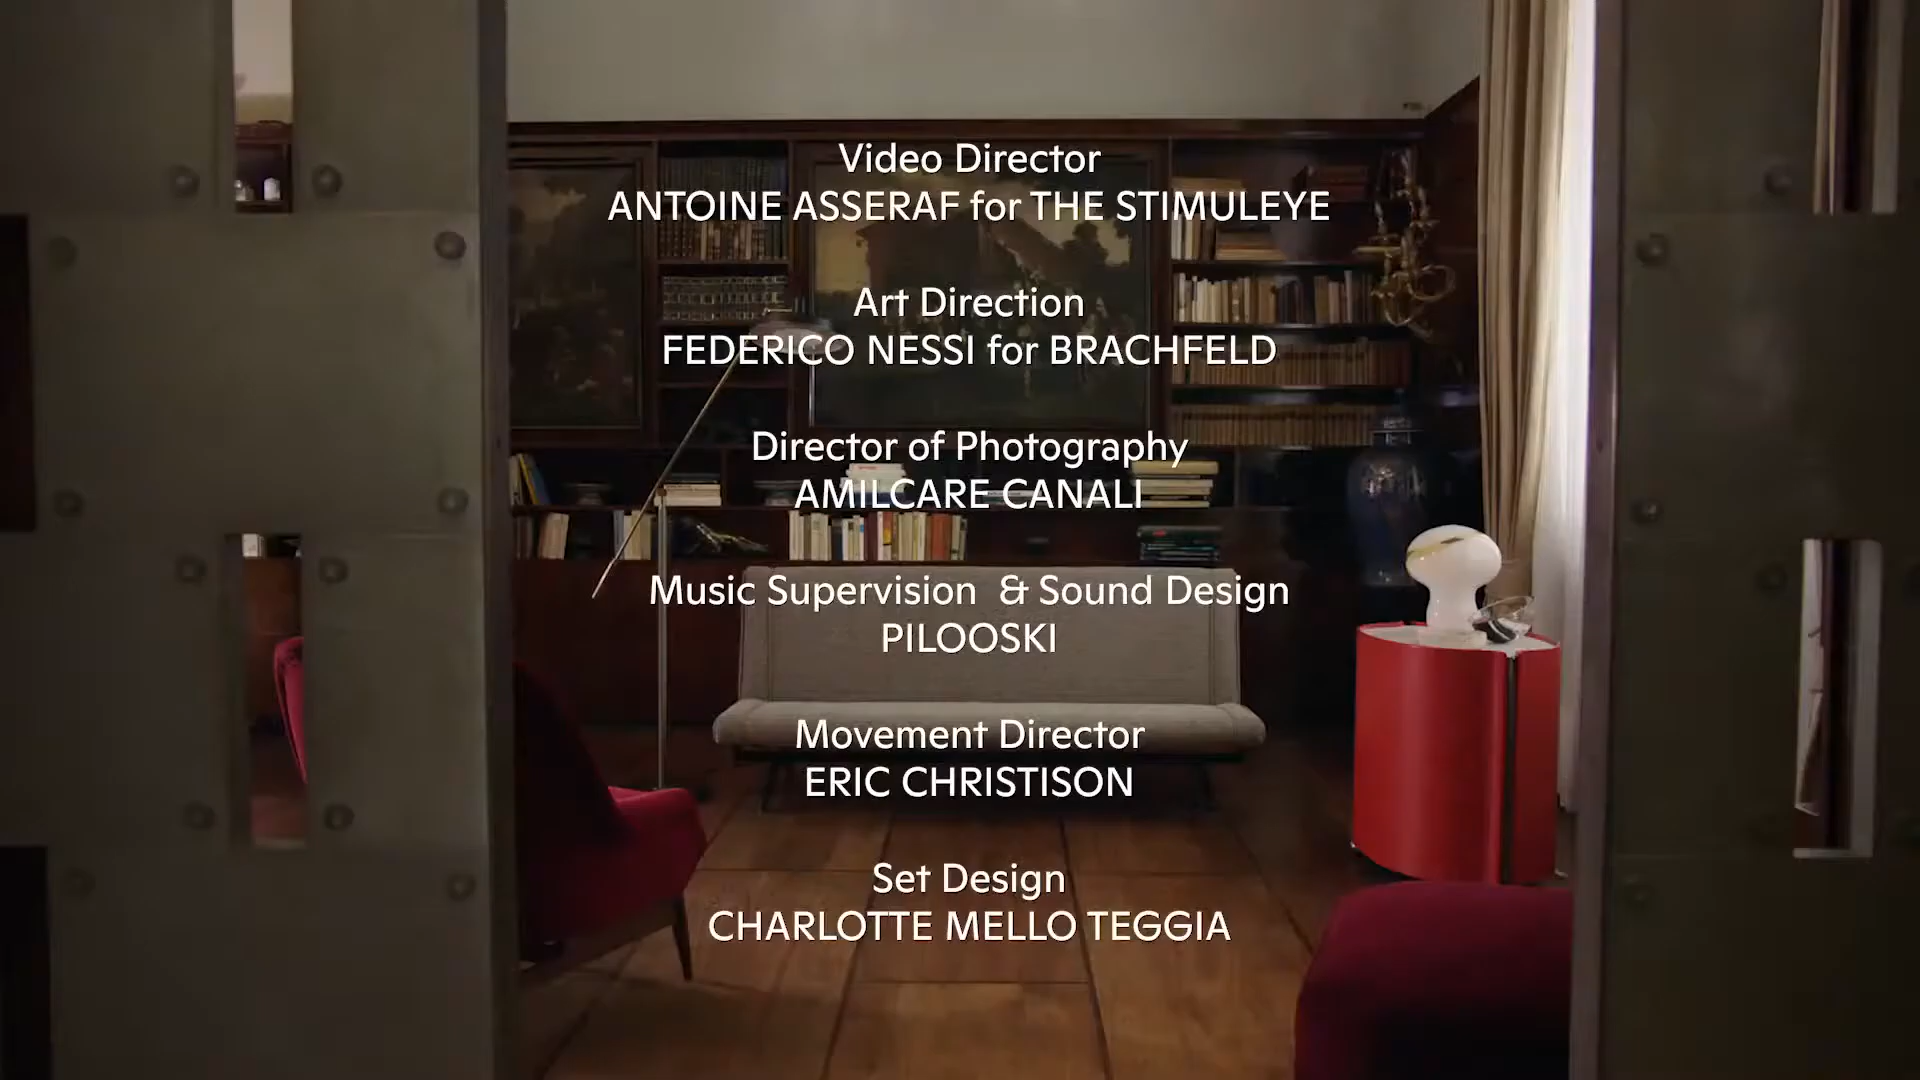 Video Director
ANTOINE ASSERAF for THE STIMULEYE
Art Direction
FEDERICO NESSI for BRACHFELD
Director of Photography
AMILCARE CANALI
Music Supervision & Sound Design
PILOOSKI
Movement Director
ERIC CHRISTISON
Set Design
CHARLOTTE MELLO TEGGIA